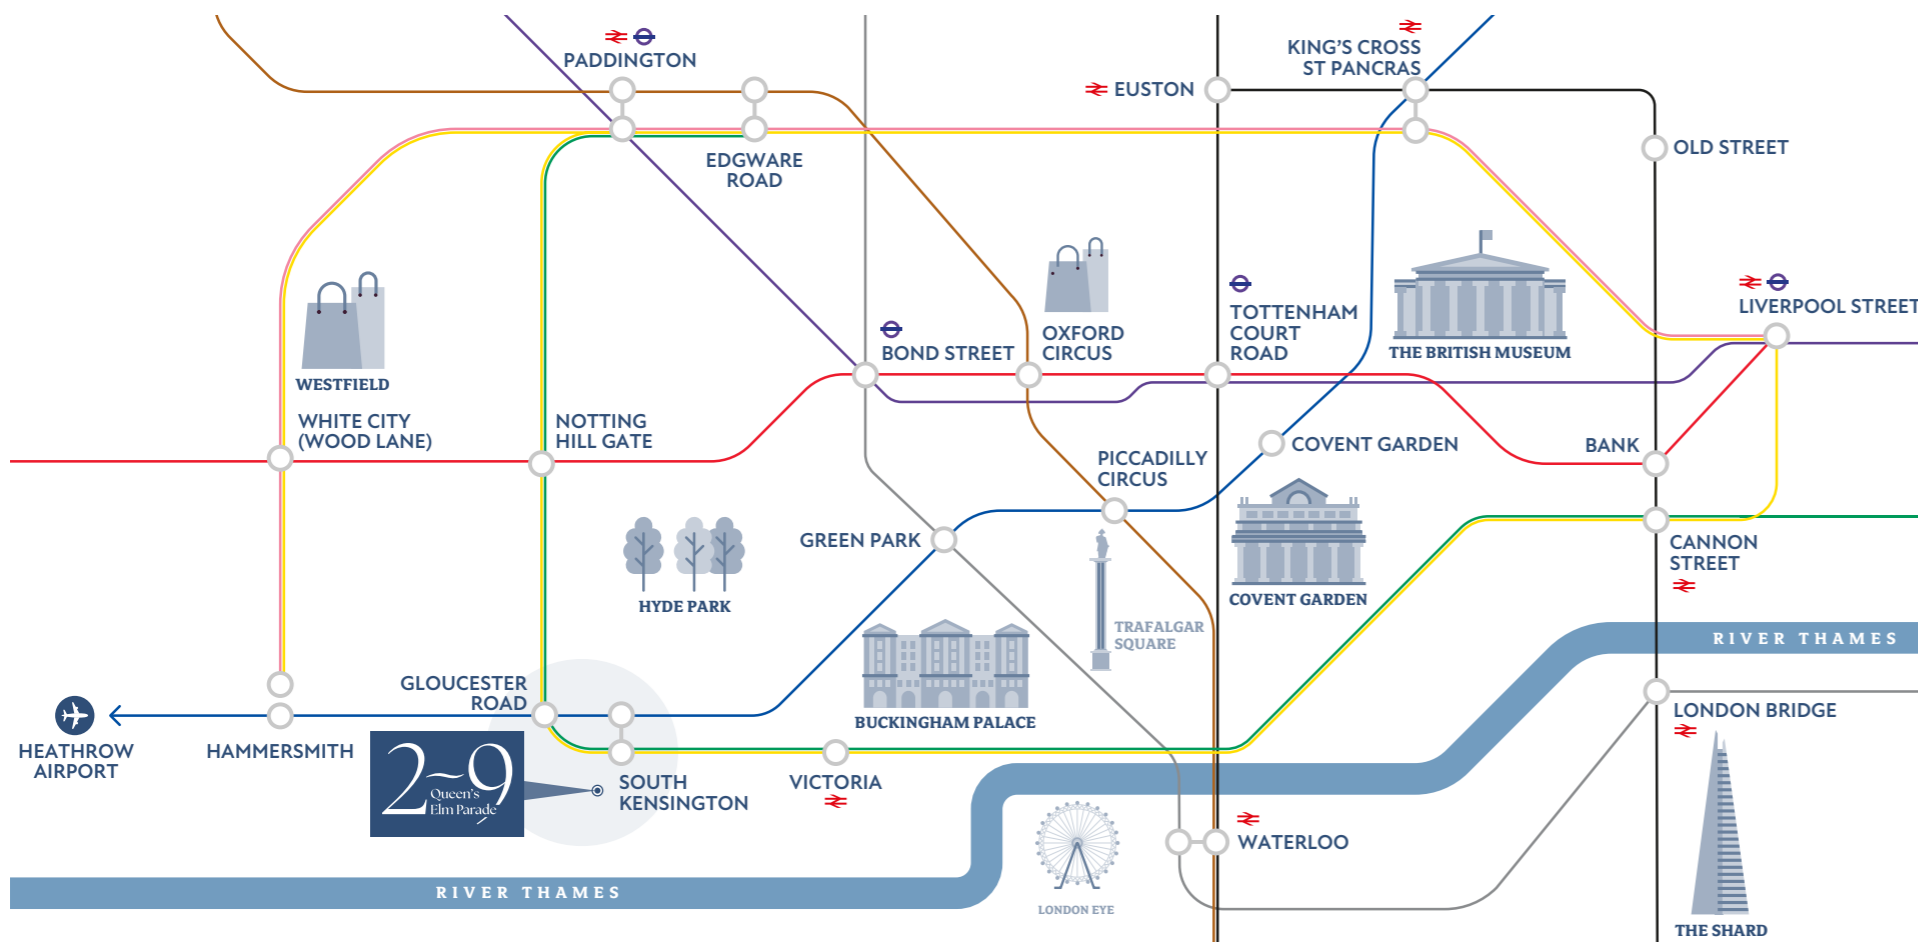 PADDINGTON
KING'S CROSS
ST PANCRAS
EUSTON
OLD STREET
EDGWARE
ROAD
LIVERPOOL STREET
TOTTENHAM
COURT
ROAD
OXFORD
CIRCUS
BOND STREET
THE BRITISH MUSEUM
WESTFIELD
WHITE CITY
(WOOD LANE)
NOTTING
HILL GATE
COVENT GARDEN
BANK
PICCADILLY
CIRCUS
GREEN PARK
CANNON
STREET
HYDE PARK
COVENT GARDEN
TRAFALGAR
SQUARE
RIVER THAMES
GLOUCESTER
ROAD
BUCKINGHAM PALACE
LONDON BRIDGE
HEATHROW
AIRPORT
HAMMERSMITH
2–9
Queen's
Elm Parade
SOUTH
KENSINGTON
VICTORIA
WATERLOO
RIVER THAMES
LONDON EYE
THE SHARD